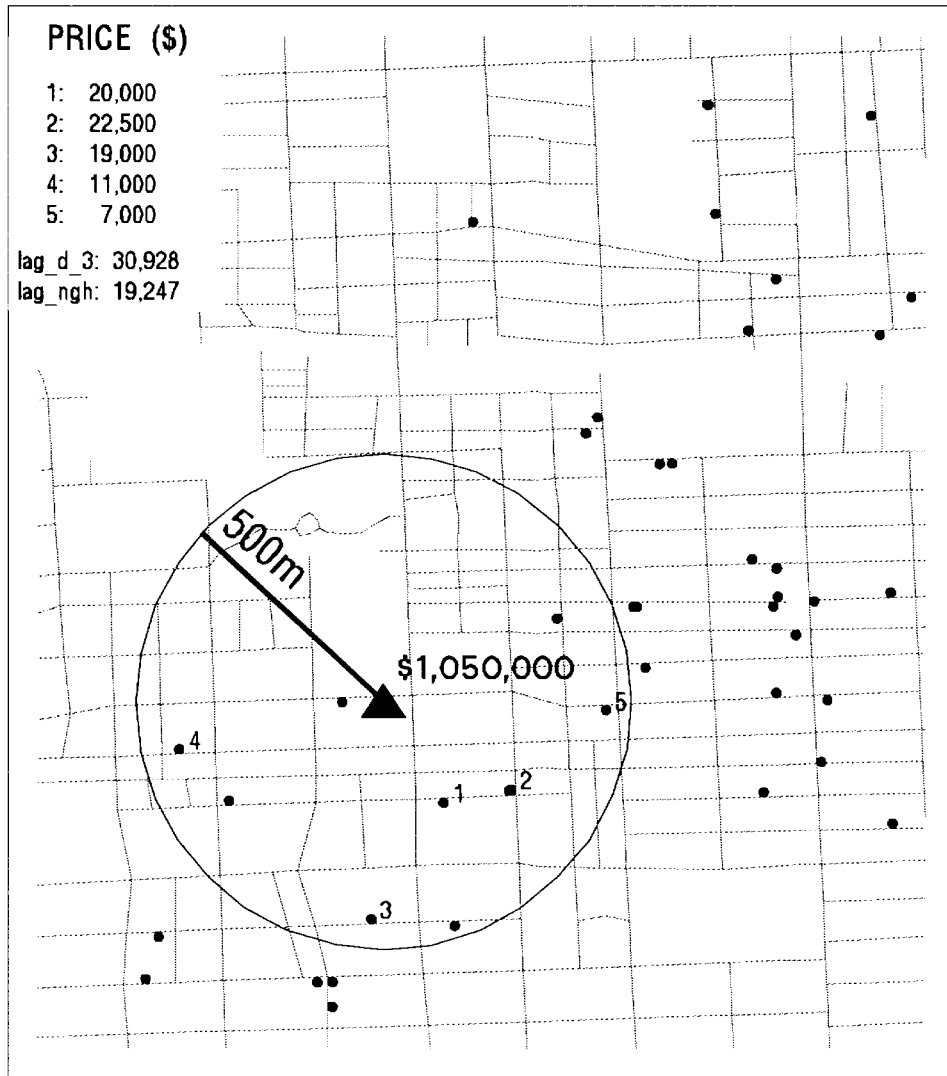 PRICE ($)
1: 20,000
2: 22,500
3: 19,000
4: 11,000
5: 7,000
lag_d_3: 30,928
lag_ngh: 19,247
500m
$1,050,000
5
4
2
1
3